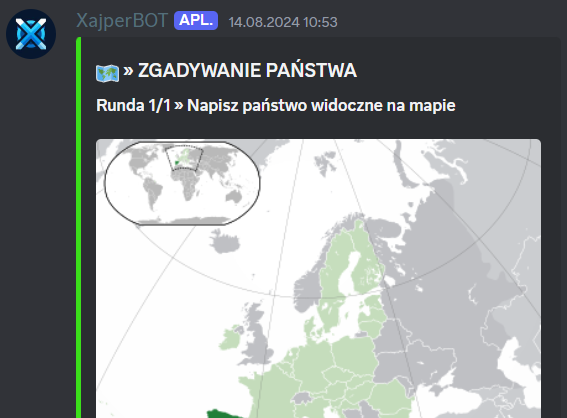 XajperBOT APL. 14.08.2024 10:53
» ZGADYWANIE PAŃSTWA
Runda 1/1 » Napisz państwo widoczne na mapie